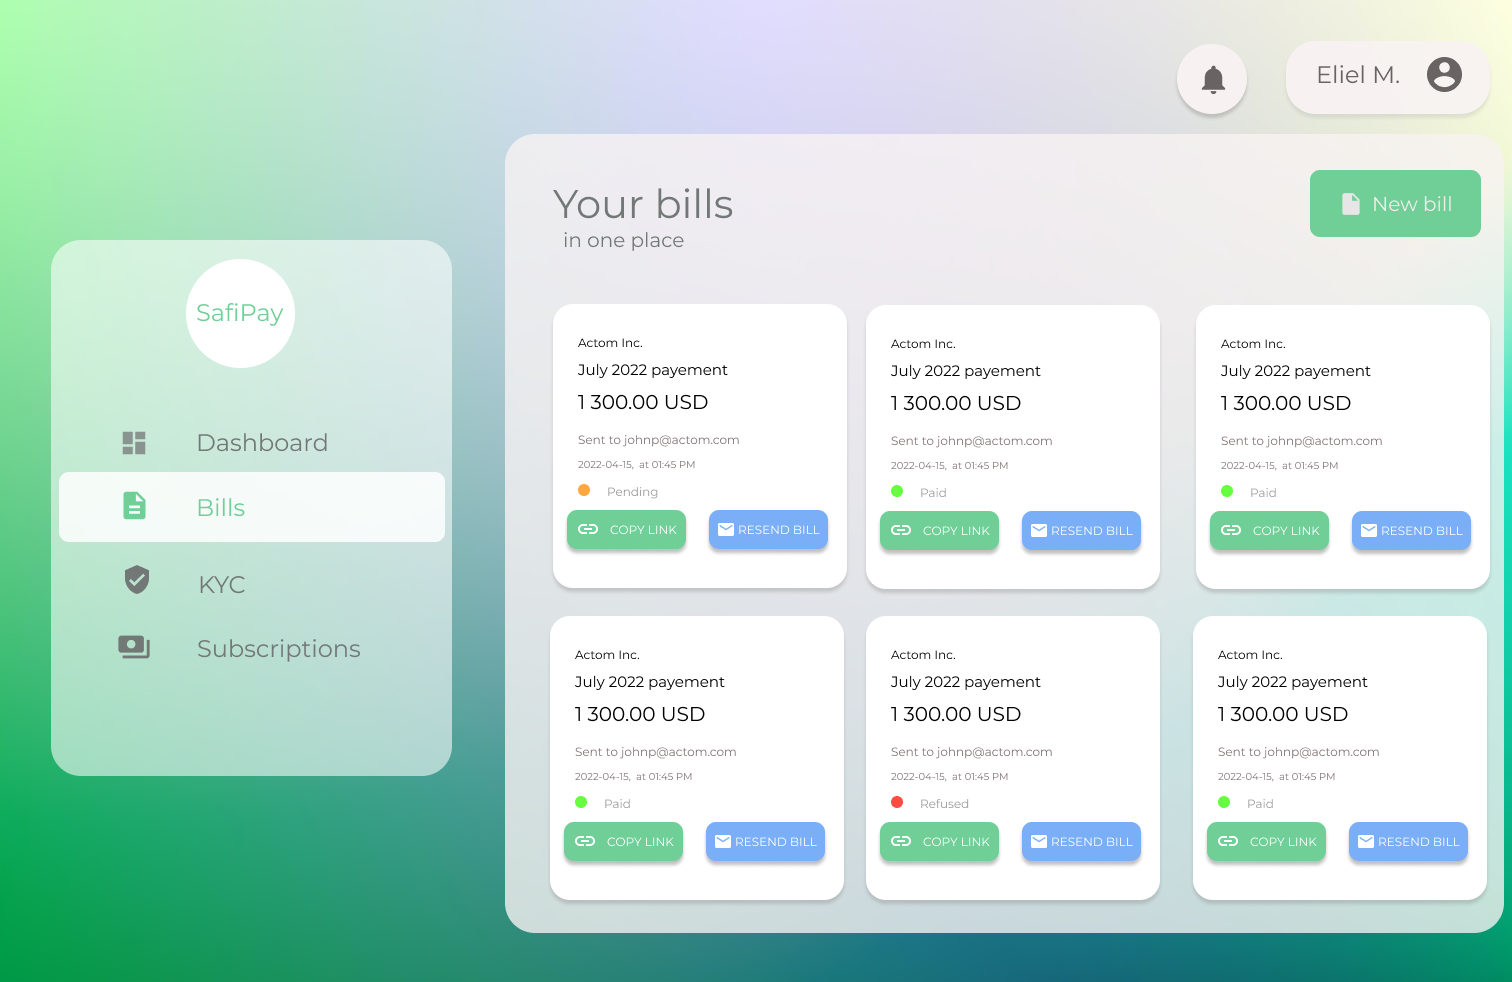 Eliel M.
SafiPay
Dashboard
Bills
KYC
Subscriptions
Your bills
in one place
New bill
Actom Inc.
July 2022 payement
1 300.00 USD
Sent to johnp@actom.com
2022-04-15, at 01:45 PM
Pending
COPY LINK
RESEND BILL
Actom Inc.
July 2022 payement
1 300.00 USD
Sent to johnp@actom.com
2022-04-15, at 01:45 PM
Paid
COPY LINK
RESEND BILL
Actom Inc.
July 2022 payement
1 300.00 USD
Sent to johnp@actom.com
2022-04-15, at 01:45 PM
Paid
COPY LINK
RESEND BILL
Actom Inc.
July 2022 payement
1 300.00 USD
Sent to johnp@actom.com
2022-04-15, at 01:45 PM
Paid
COPY LINK
RESEND BILL
Actom Inc.
July 2022 payement
1 300.00 USD
Sent to johnp@actom.com
2022-04-15, at 01:45 PM
Refused
COPY LINK
RESEND BILL
Actom Inc.
July 2022 payement
1 300.00 USD
Sent to johnp@actom.com
2022-04-15, at 01:45 PM
Paid
COPY LINK
RESEND BILL